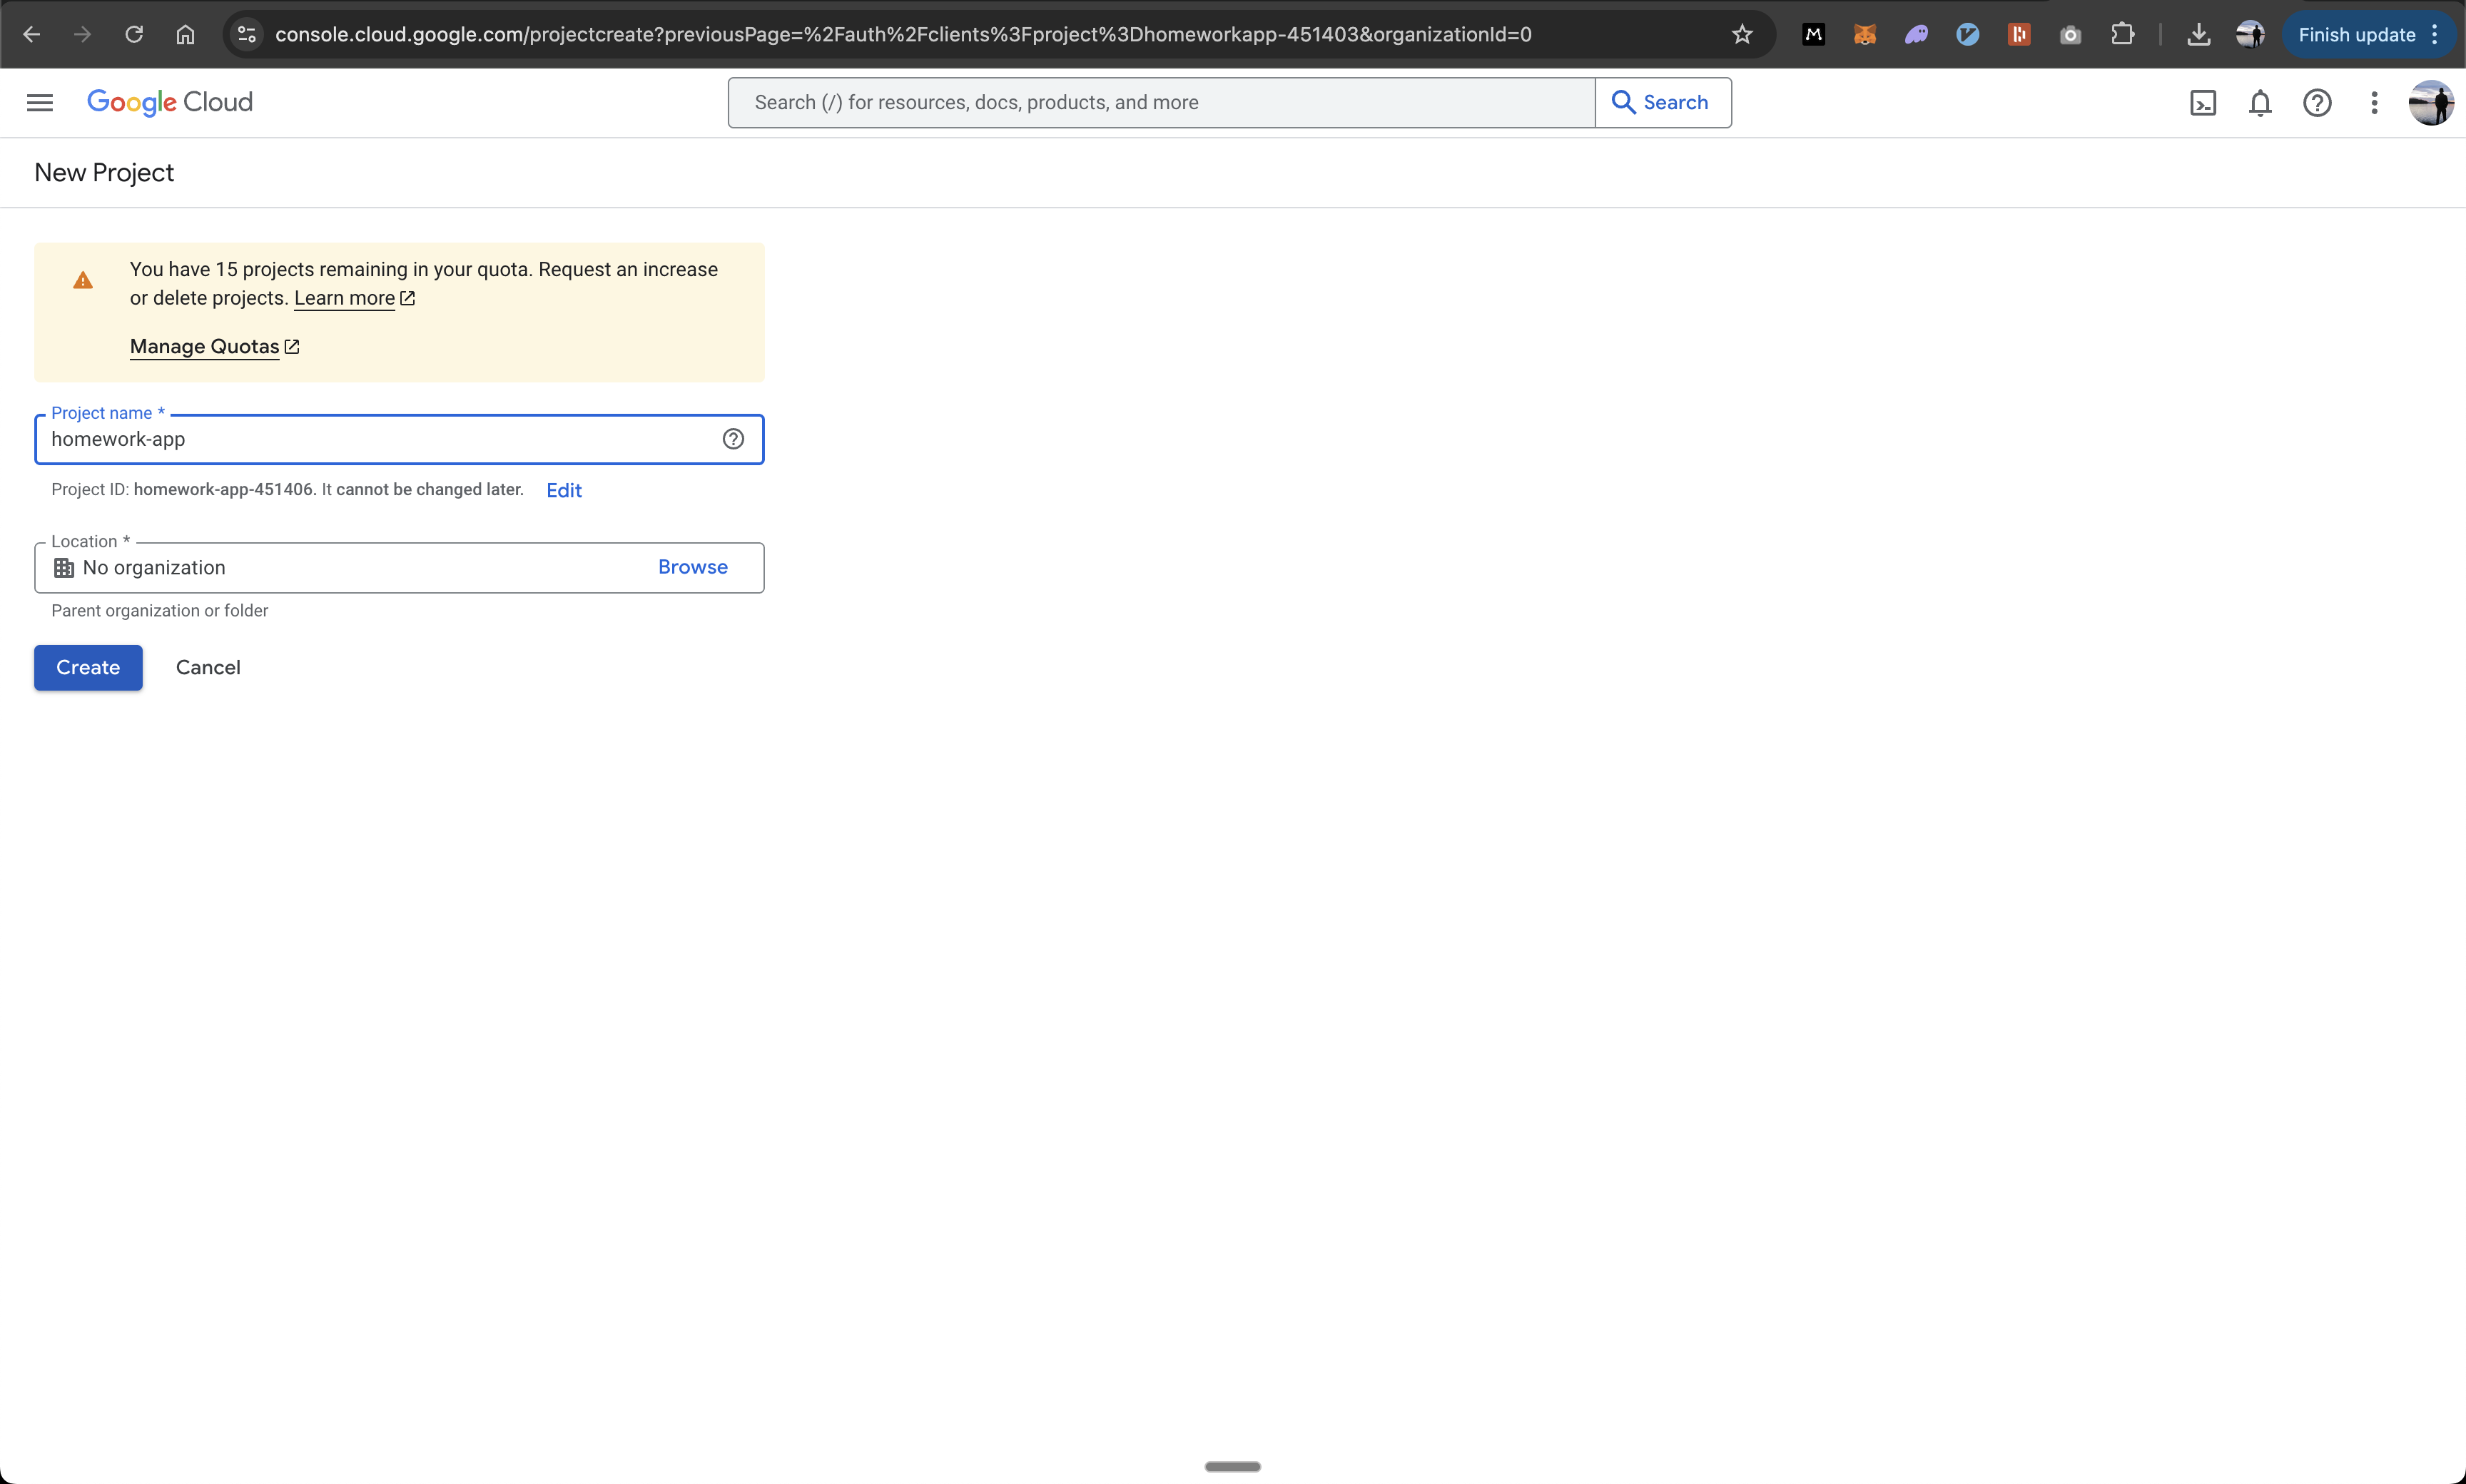 console.cloud.google.com/projectcreate?previousPage=%2Fauth%2Fclients%3Fproject%3Dhomeworkapp-451403&organizationId=0
Finish update
Google Cloud
Search (/) for resources, docs, products, and more
Search
New Project
You have 15 projects remaining in your quota. Request an increase
or delete projects. Learn more
Manage Quotas
Project name *
homework-app
Project ID: homework-app-451406. It cannot be changed later. Edit
Location *
No organization
Browse
Parent organization or folder
Create
Cancel